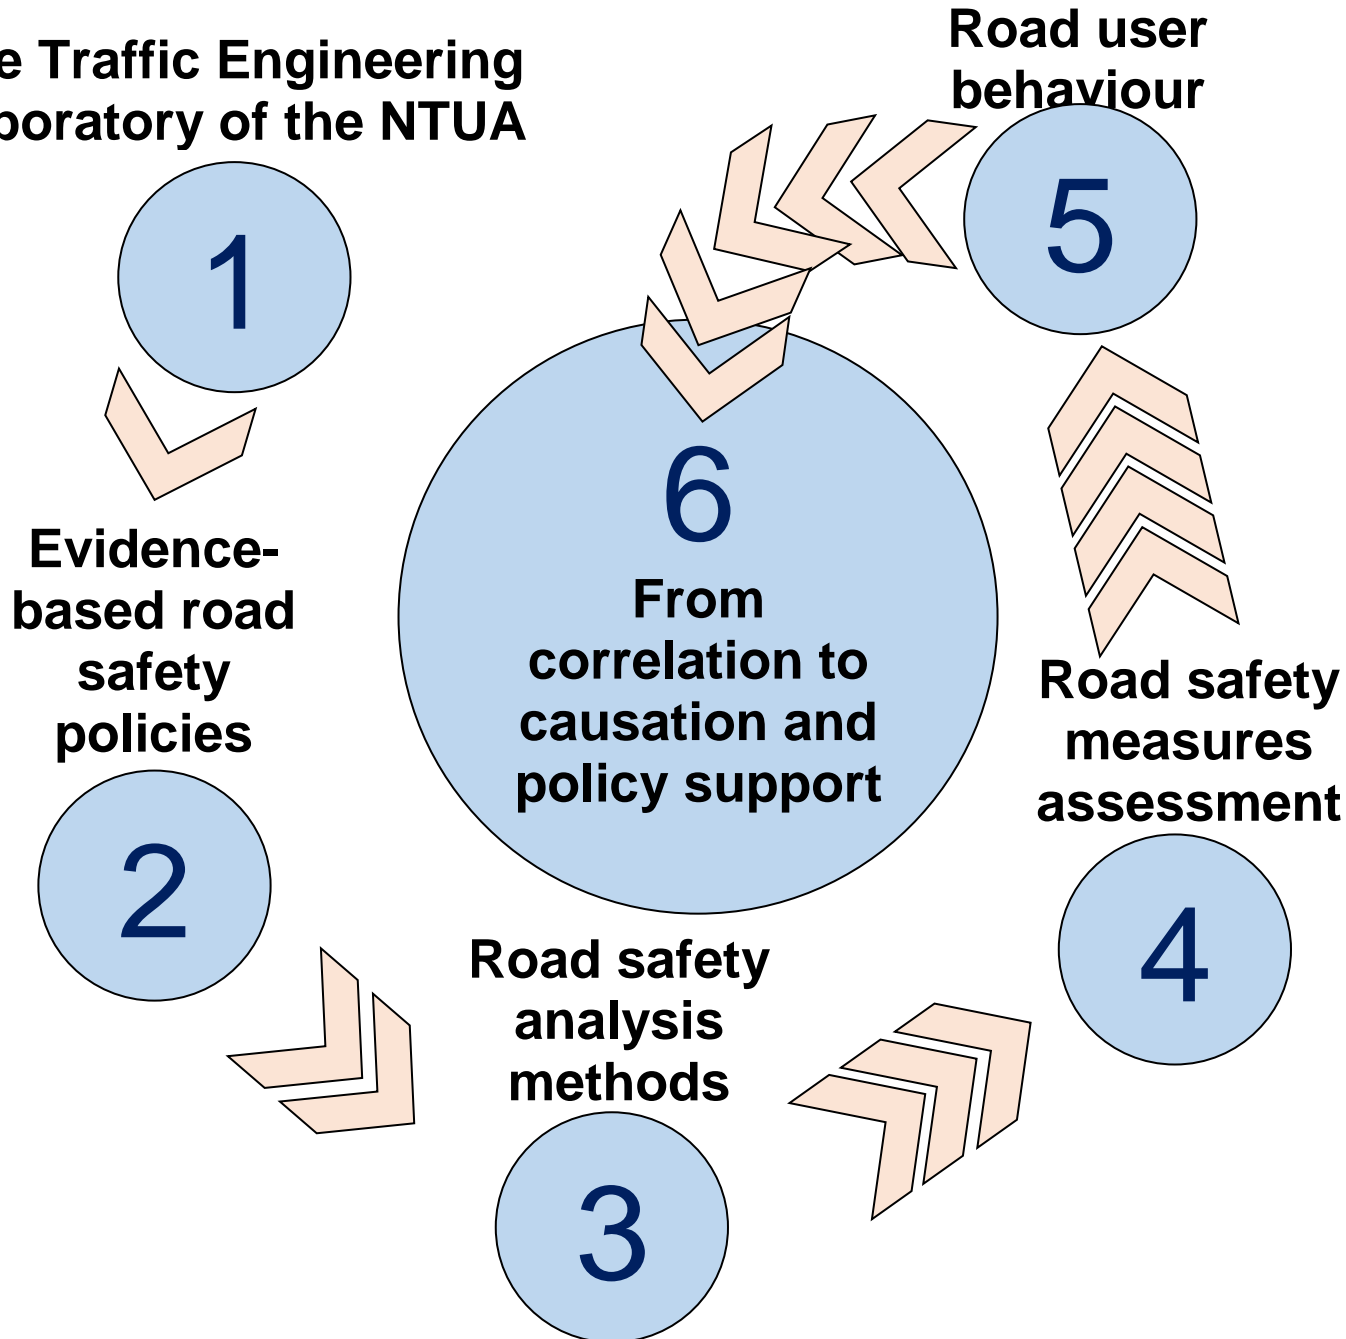 e Traffic Engineering
boratory of the NTUA
1
Evidence-
based road
safety
policies
2
Road safety
analysis
methods
3
Road safety
measures
assessment
4
Road user
behaviour
5
6
From
correlation to
causation and
policy support